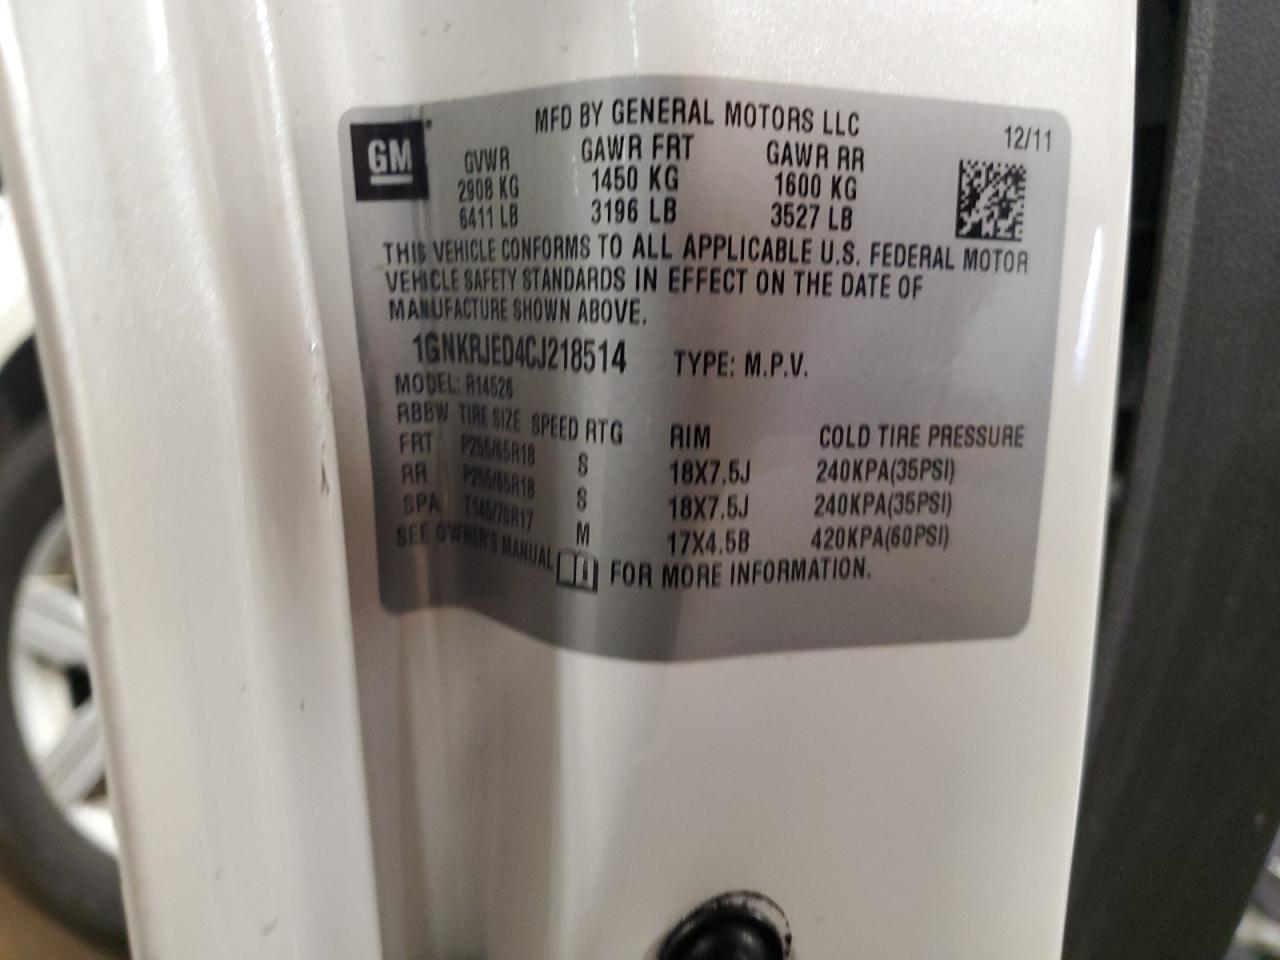 MFD BY GENERAL MOTORS LLC
12/11
GM
GVWR GAWR FRT GAWR RR
2908 KG 1450 KG 1600 KG
6411 LB 3196 LB 3527 LB
THIS VEHICLE CONFORMS TO ALL APPLICABLE U.S. FEDERAL MOTOR
VEHICLE SAFETY STANDARDS IN EFFECT ON THE DATE OF
MANUFACTURE SHOWN ABOVE.
1GNKRJED4CJ218514 TYPE: M.P.V.
MODEL: R14526
RBBW TIRE SIZE SPEED RTG RIM COLD TIRE PRESSURE
FRT P255/65R18 S 18X7.5J 240KPA(35PSI)
RR P255/65R18 S 18X7.5J 240KPA(35PSI)
SPA T145/70R17 M 17X4.5B 420KPA(60PSI)
SEE OWNER'S MANUAL FOR MORE INFORMATION.